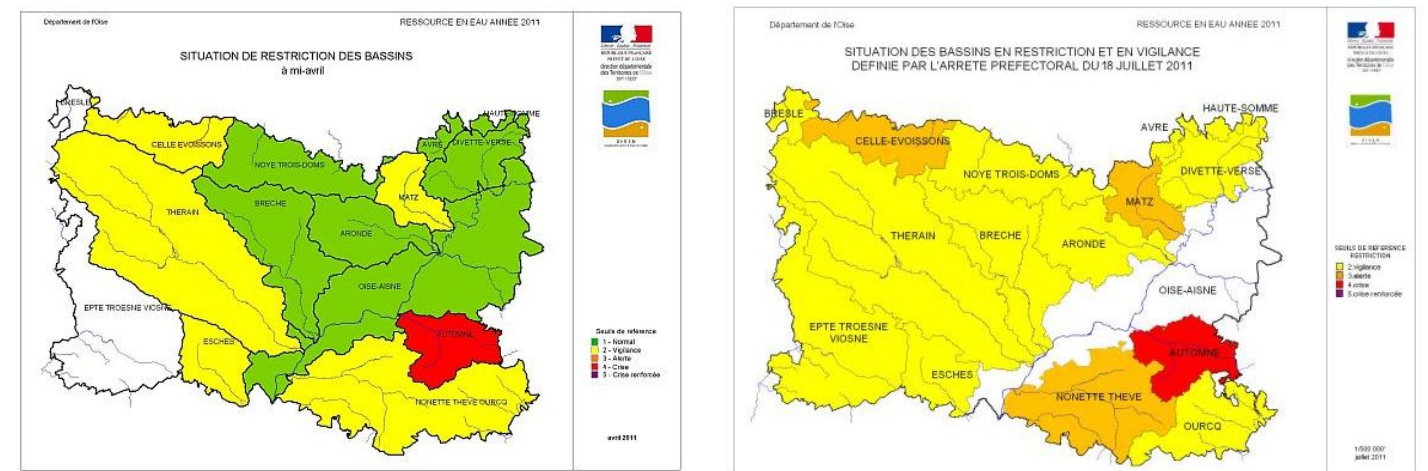 Département de l'Oise
RESSOURCE EN EAU ANNEE 2011
SITUATION DE RESTRICTION DES BASSINS
à mi-avril
BRESLE
CELLE EVOISSONS
NOYE TROIS-DOMS
AVRE
HAUTE-SOMME
DIVETTE-VERSE
MATZ
THERAIN
BRECHE
ARONDE
OISE-AISNE
EPTE TROESNE VIOSNE
ESCHES
AUTOMNE
NONETTE THEVE OURCQ
direction départementale
des Territoires de l'Oise
Seuils de référence
1 - Normal
2 - Vigilance
3 - Alerte
4 - Crise
5 - Crise renforcée
avril 2011
Département de l'Oise
RESSOURCE EN EAU ANNEE 2011
SITUATION DES BASSINS EN RESTRICTION ET EN VIGILANCE
DEFINIE PAR L'ARRETE PREFECTORAL DU 18 JUILLET 2011
BRESLE
CELLE-EVOISSONS
NOYE TROIS-DOMS
AVRE
HAUTE-SOMME
DIVETTE-VERSE
MATZ
THERAIN
BRECHE
ARONDE
OISE-AISNE
EPTE TROESNE
VIOSNE
ESCHES
AUTOMNE
NONETTE THEVE
OURCQ
SEUILS DE REFERENCE
RESTRICTION
2.vigilance
3.alerte
4.crise
5.crise renforcée
juillet 2011